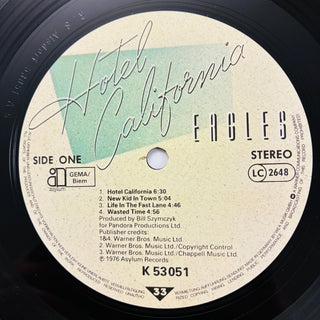 Hotel
California
EAGLES
SIDE ONE
STEREO
asylum
GEMA/
Biem
LC 2648
1. Hotel California 6:30
2. New Kid In Town 5:04
3. Life In The Fast Lane 4:46
4. Wasted Time 4:56
Produced by Bill Szymczyk
for Pandora Productions Ltd.
Publisher credits:
1&4. Warner Bros. Music Ltd.
2. Warner Bros. Music Ltd./Copyright Control
3. Warner Bros. Music Ltd./Chappell Music Ltd.
℗ 1976 Asylum Records
K 53051
33